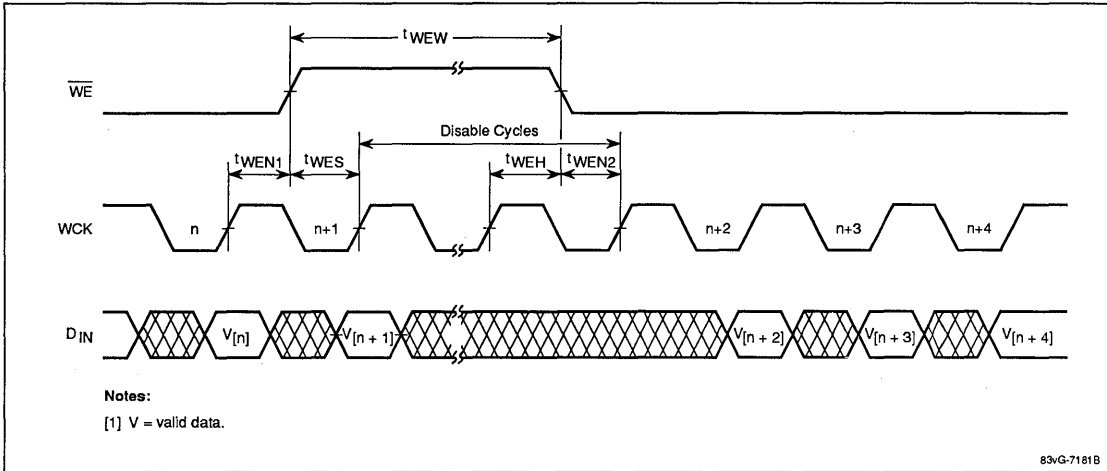 tWEW
WE
Disable Cycles
tWEN1 tWES tWEH tWEN2
WCK n n+1 n+2 n+3 n+4
D IN V[n] V[n + 1] V[n + 2] V[n + 3] V[n + 4]
Notes:
[1] V = valid data.
83vG-7181B